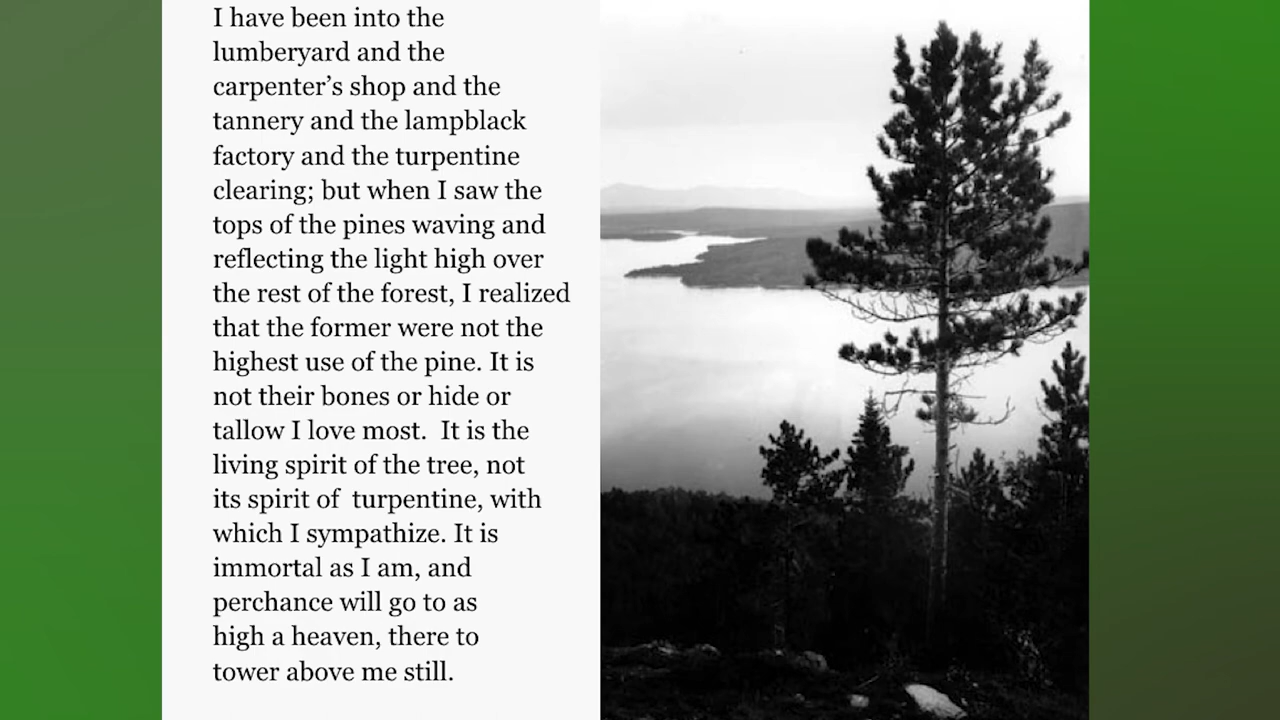 I have been into the
lumberyard and the
carpenter’s shop and the
tannery and the lampblack
factory and the turpentine
clearing; but when I saw the
tops of the pines waving and
reflecting the light high over
the rest of the forest, I realized
that the former were not the
highest use of the pine. It is
not their bones or hide or
tallow I love most.  It is the
living spirit of the tree, not
its spirit of  turpentine, with
which I sympathize. It is
immortal as I am, and
perchance will go to as
high a heaven, there to
tower above me still.